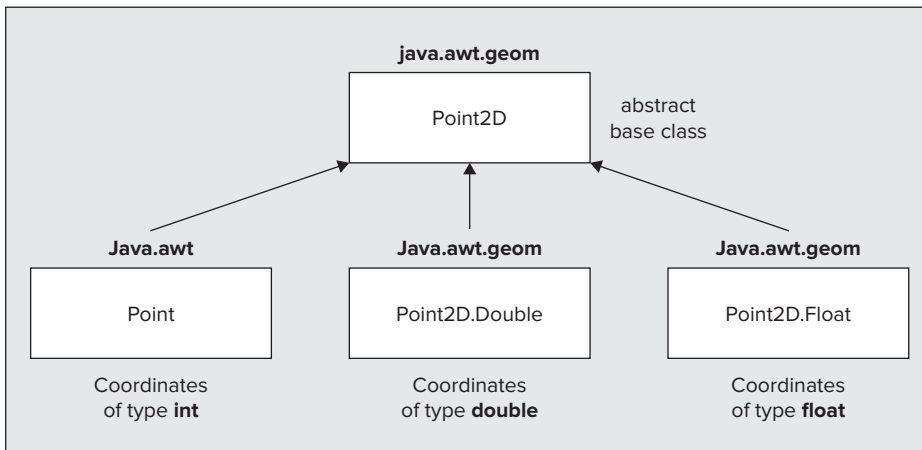 java.awt.geom
Point2D
abstract
base class
Java.awt
Java.awt.geom
Java.awt.geom
Point
Point2D.Double
Point2D.Float
Coordinates
of type int
Coordinates
of type double
Coordinates
of type float